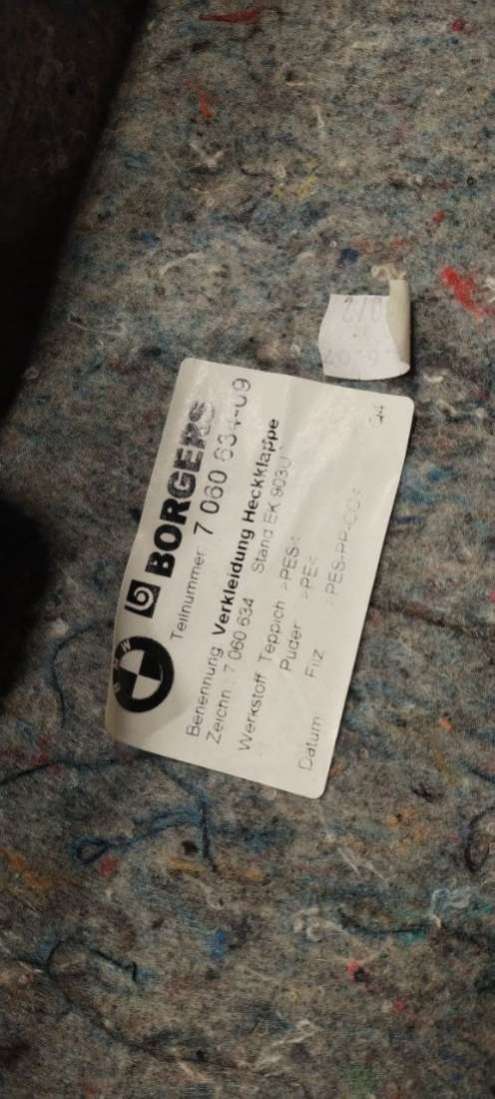 BMW
BORGERS
Teilnummer: 7 060 634-09
Benennung Verkleidung Heckklappe
Zeichn.: 7 060 634 Stand EK 9030
Werkstoff Teppich >PES<
Puder >PE<
Filz >PES-PP-CO<
Datum